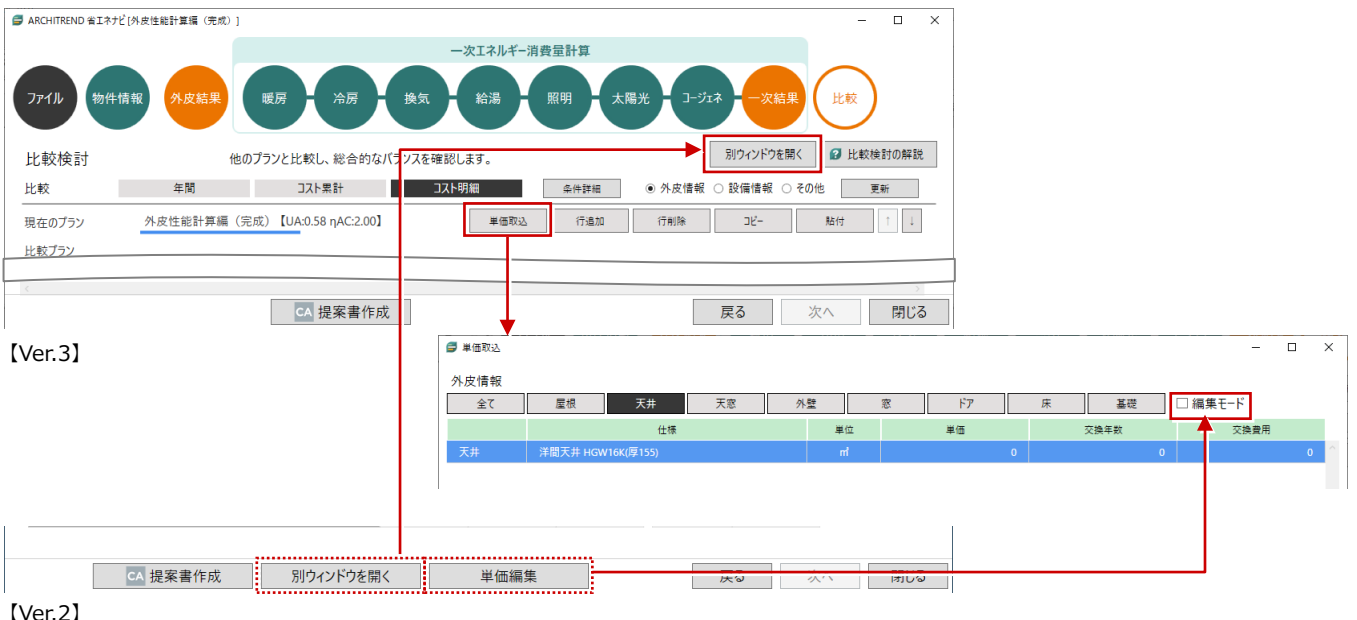 ARCHITREND 省エネナビ [外皮性能計算編（完成）]
一次エネルギー消費量計算
ファイル 物件情報 外皮結果 暖房 冷房 換気 給湯 照明 太陽光 コージェネ 一次結果 比較
比較検討 他のプランと比較し、総合的なバランスを確認します。 別ウィンドウを開く 比較検討の解説
比較 年間 コスト累計 コスト明細 条件詳細 外皮情報 設備情報 その他 更新
現在のプラン 外皮性能計算編（完成）【UA:0.58 ηAC:2.00】 単価取込 行追加 行削除 コピー 貼付 ↑ ↓
比較プラン
CA 提案書作成 戻る 次へ 閉じる
【Ver.3】
単価取込
外皮情報
全て 屋根 天井 天窓 外壁 窓 ドア 床 基礎 編集モード
仕様 単位 単価 交換年数 交換費用
天井 洋間天井 HGW16K(厚155) ㎡ 0 0 0
CA 提案書作成 別ウィンドウを開く 単価編集 戻る 次へ 閉じる
【Ver.2】